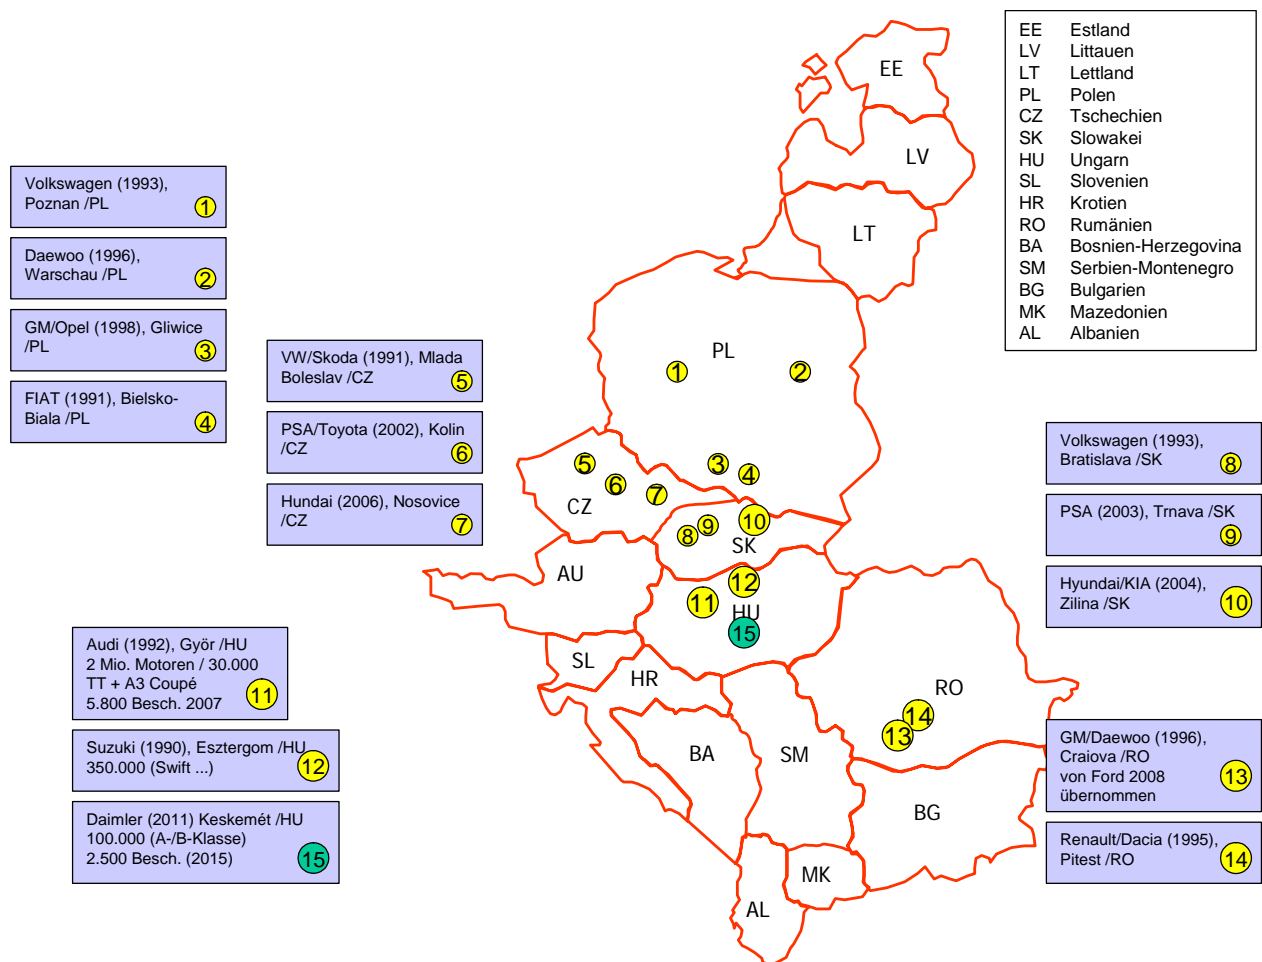 EE Estland
LV Littauen
LT Lettland
PL Polen
CZ Tschechien
SK Slowakei
HU Ungarn
SL Slovenien
HR Krotien
RO Rumänien
BA Bosnien-Herzegovina
SM Serbien-Montenegro
BG Bulgarien
MK Mazedonien
AL Albanien
Volkswagen (1993),
Poznan /PL
1
Daewoo (1996),
Warschau /PL
2
GM/Opel (1998), Gliwice
/PL
3
FIAT (1991), Bielsko-
Biala /PL
4
VW/Skoda (1991), Mlada
Boleslav /CZ
5
PSA/Toyota (2002), Kolin
/CZ
6
Hundai (2006), Nosovice
/CZ
7
Volkswagen (1993),
Bratislava /SK
8
PSA (2003), Trnava /SK
9
Hyundai/KIA (2004),
Zilina /SK
10
Audi (1992), Györ /HU
2 Mio. Motoren / 30.000
TT + A3 Coupé
5.800 Besch. 2007
11
Suzuki (1990), Esztergom /HU
350.000 (Swift ...)
12
Daimler (2011) Keskemét /HU
100.000 (A-/B-Klasse)
2.500 Besch. (2015)
15
GM/Daewoo (1996),
Craiova /RO
von Ford 2008
übernommen
13
Renault/Dacia (1995),
Pitest /RO
14
EE
LV
LT
PL
1
2
3
4
5
6
7
CZ
8
9
10
SK
AU
12
11
HU
15
SL
HR
RO
14
13
BA
SM
BG
MK
AL